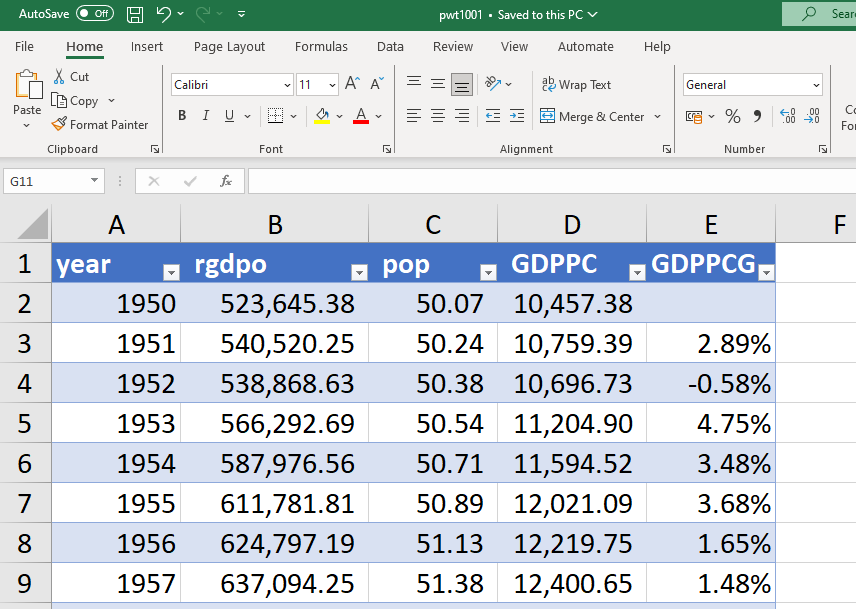 AutoSave Off pwt1001 • Saved to this PC
File Home Insert Page Layout Formulas Data Review View Automate Help
Paste
Cut
Copy
Format Painter
Clipboard
Calibri 11 A A
B I U A
Font
ab Wrap Text
Merge & Center
Alignment
General
% 9 .00 .00
Number
G11 fx
A B C D E F
1 year rgdpo pop GDPPC GDPPCG
2 1950 523,645.38 50.07 10,457.38
3 1951 540,520.25 50.24 10,759.39 2.89%
4 1952 538,868.63 50.38 10,696.73 -0.58%
5 1953 566,292.69 50.54 11,204.90 4.75%
6 1954 587,976.56 50.71 11,594.52 3.48%
7 1955 611,781.81 50.89 12,021.09 3.68%
8 1956 624,797.19 51.13 12,219.75 1.65%
9 1957 637,094.25 51.38 12,400.65 1.48%